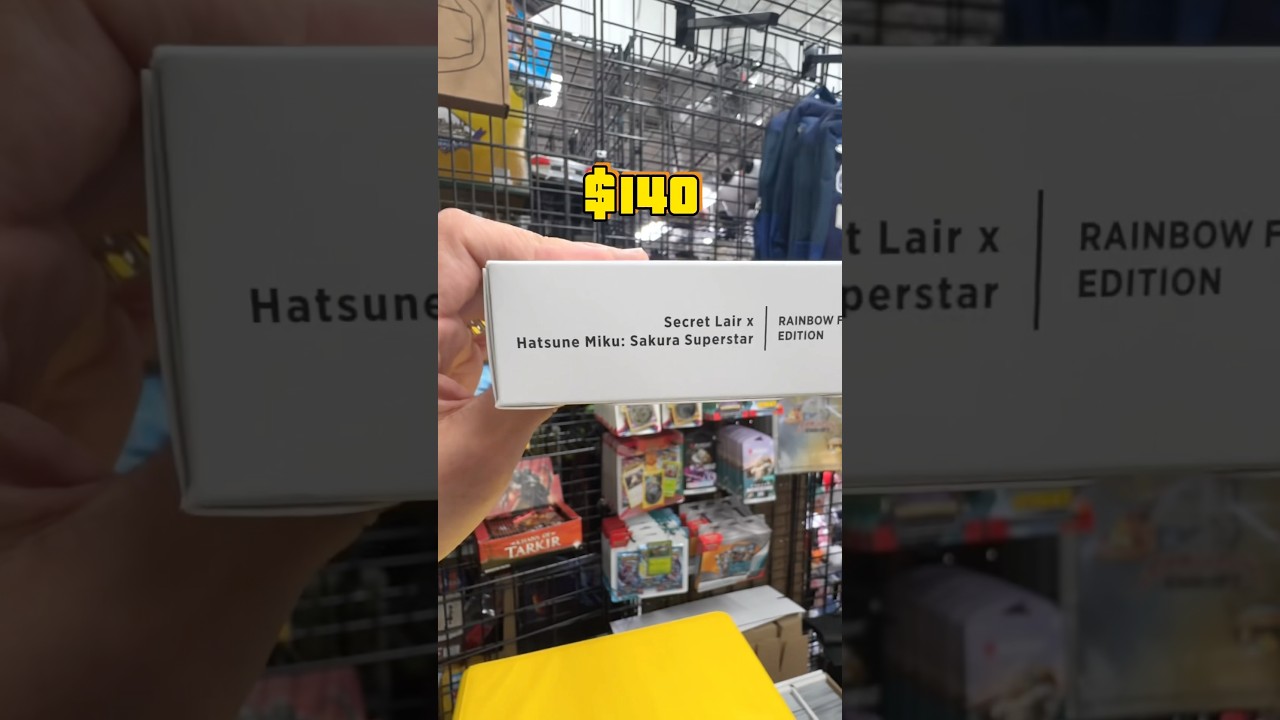 $140
Secret Lair x
Hatsune Miku: Sakura Superstar
RAINBOW F
EDITION
Hatsune
t Lair x
perstar
RAINBOW F
EDITION
TARKIR